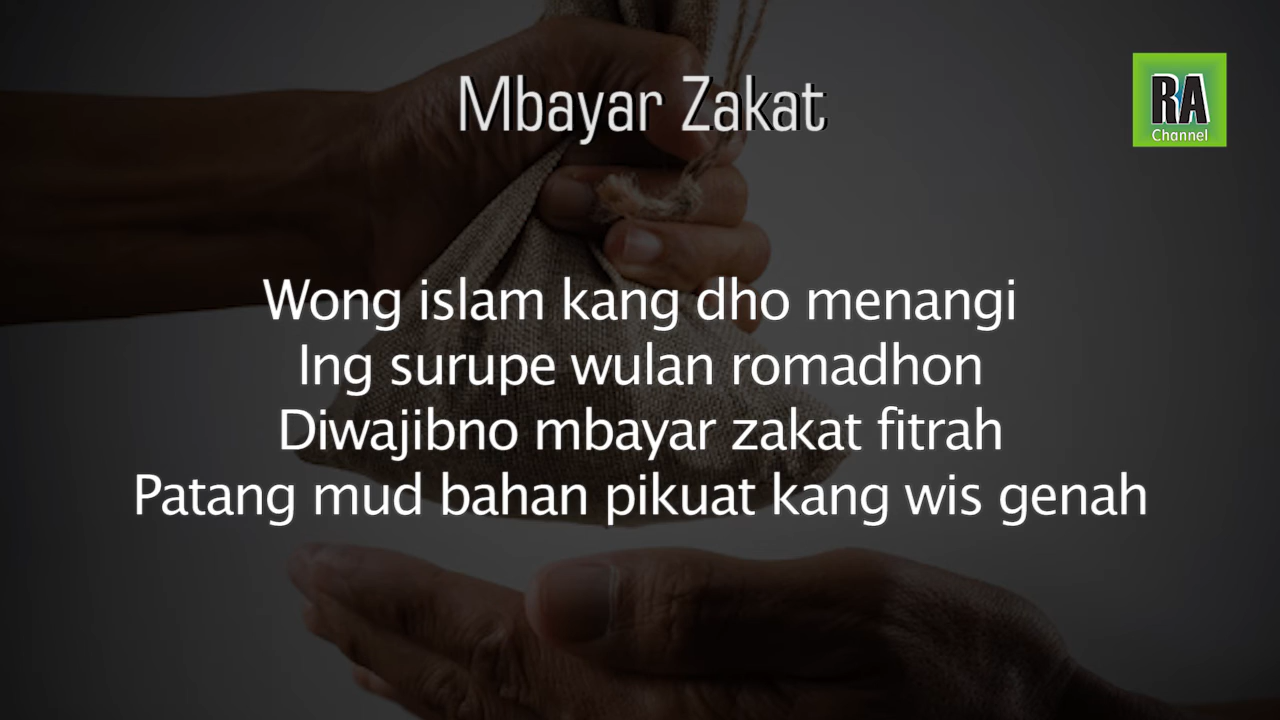 Mbayar Zakat
RA
Channel
Wong islam kang dho menangi
Ing surupe wulan romadhon
Diwajibno mbayar zakat fitrah
Patang mud bahan pikuat kang wis genah